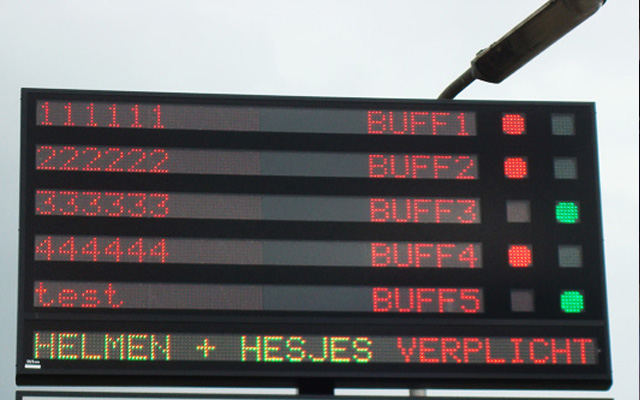 111111 BUFF1
222222 BUFF2
333333 BUFF3
444444 BUFF4
test BUFF5
HELMEN + HESJES VERPLICHT